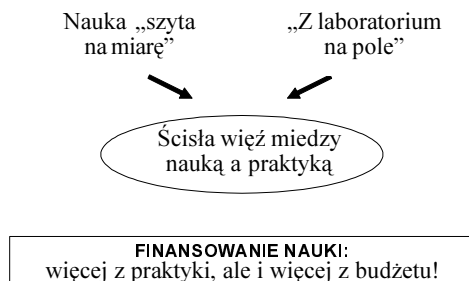 Nauka „szyta
na miarę”
„Z laboratorium
na pole”
Ścisła więź miedzy
nauką a praktyką
FINANSOWANIE NAUKI:
więcej z praktyki, ale i więcej z budżetu!